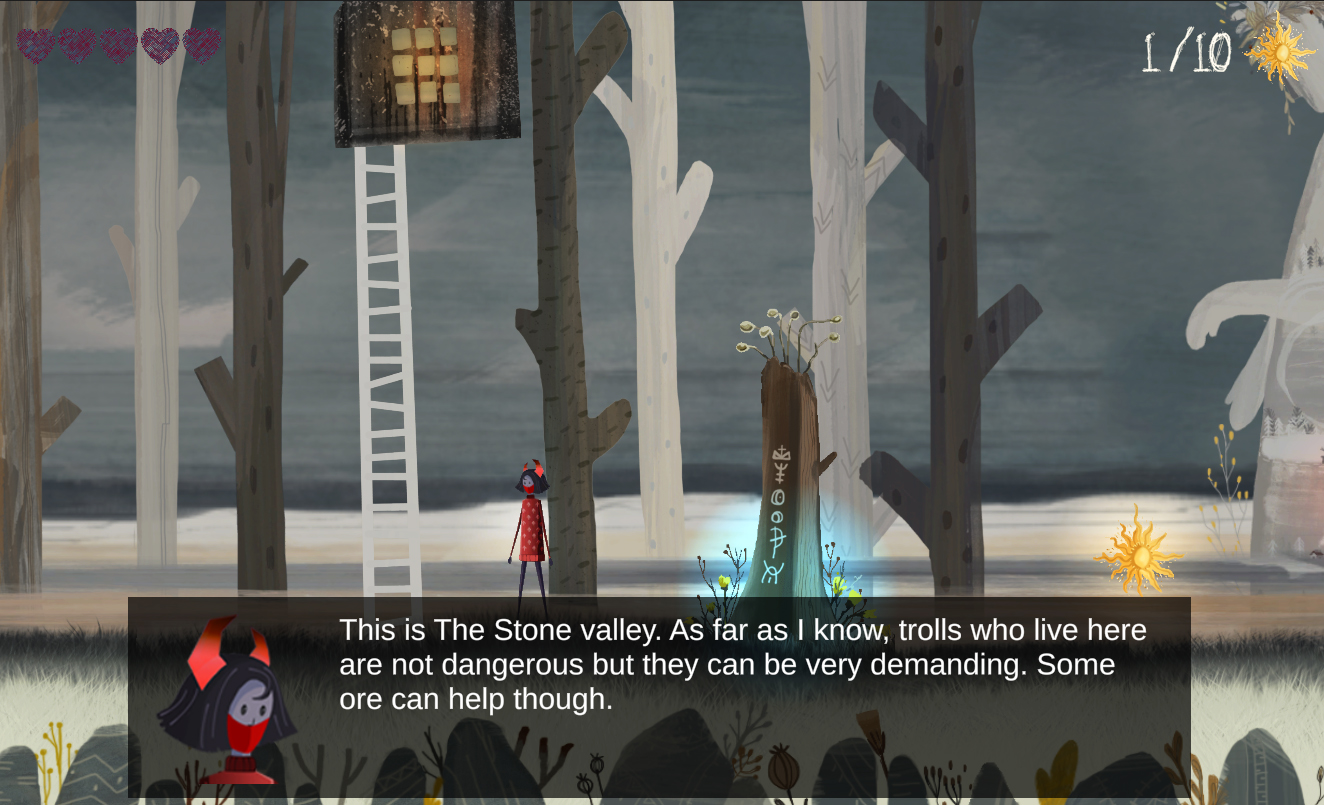 1/10
This is The Stone valley. As far as I know, trolls who live here
are not dangerous but they can be very demanding. Some
ore can help though.